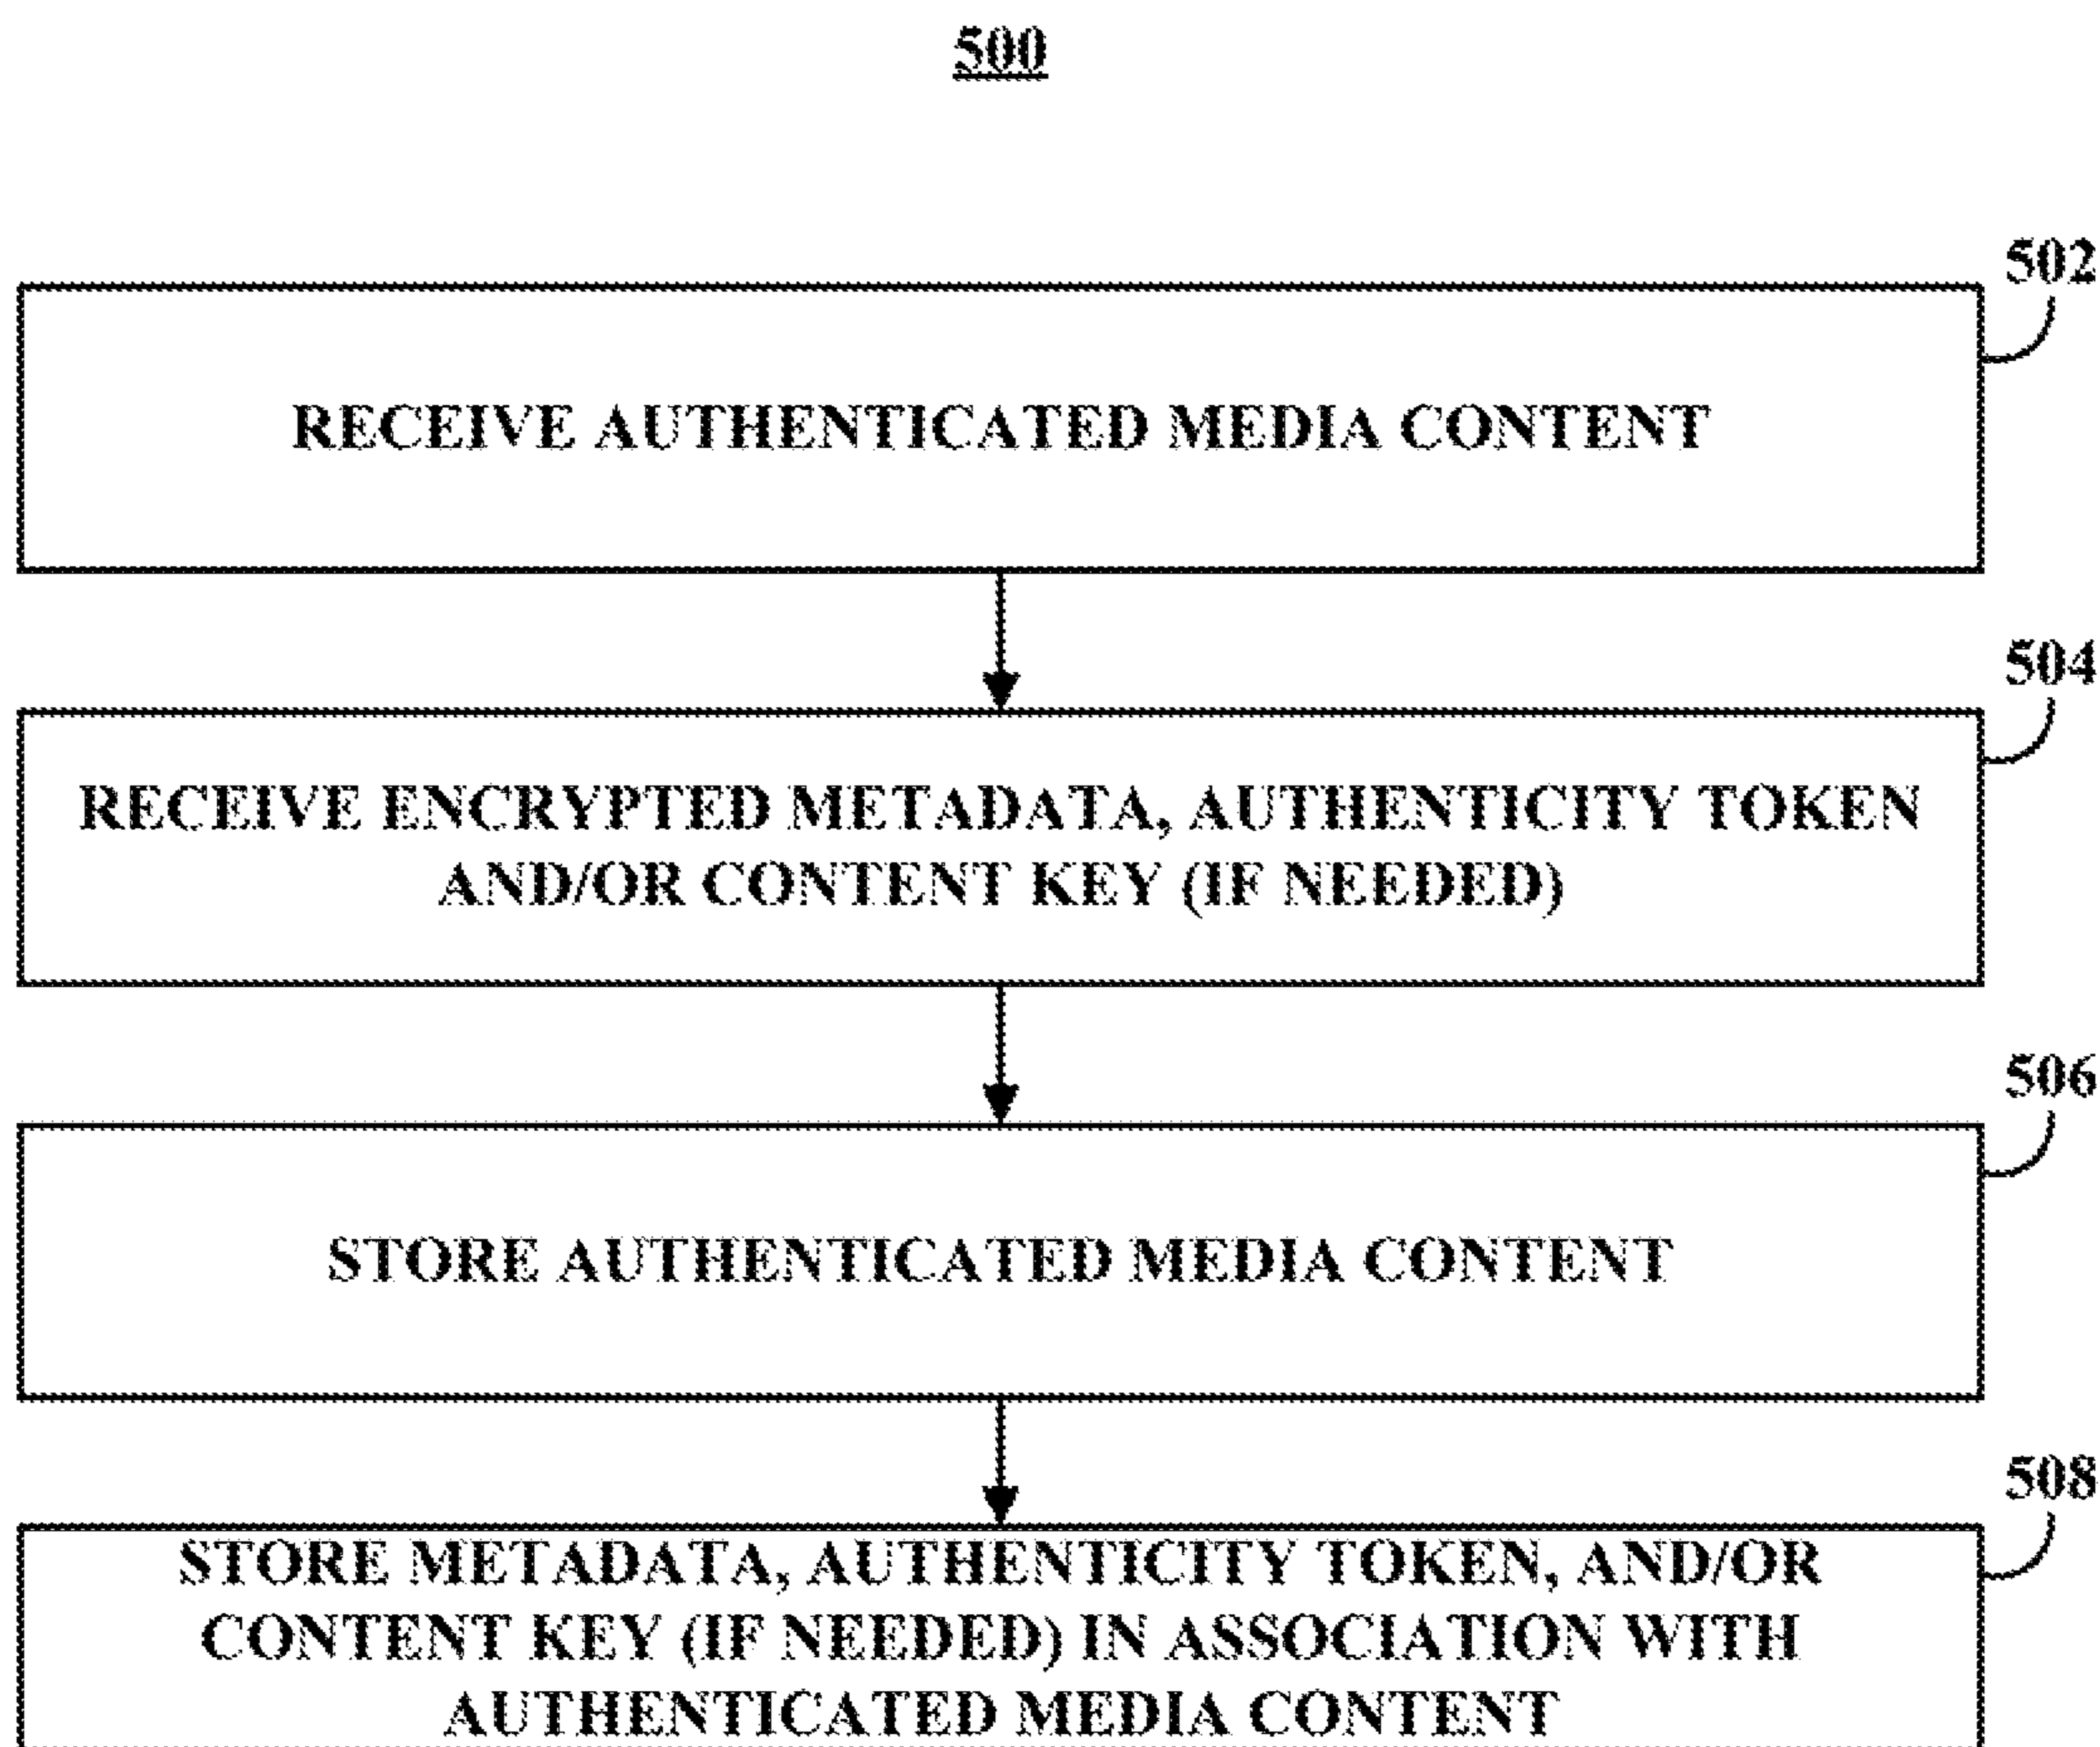 500
502
RECEIVE AUTHENTICATED MEDIA CONTENT
504
RECEIVE ENCRYPTED METADATA, AUTHENTICITY TOKEN
AND/OR CONTENT KEY (IF NEEDED)
506
STORE AUTHENTICATED MEDIA CONTENT
508
STORE METADATA, AUTHENTICITY TOKEN, AND/OR
CONTENT KEY (IF NEEDED) IN ASSOCIATION WITH
AUTHENTICATED MEDIA CONTENT